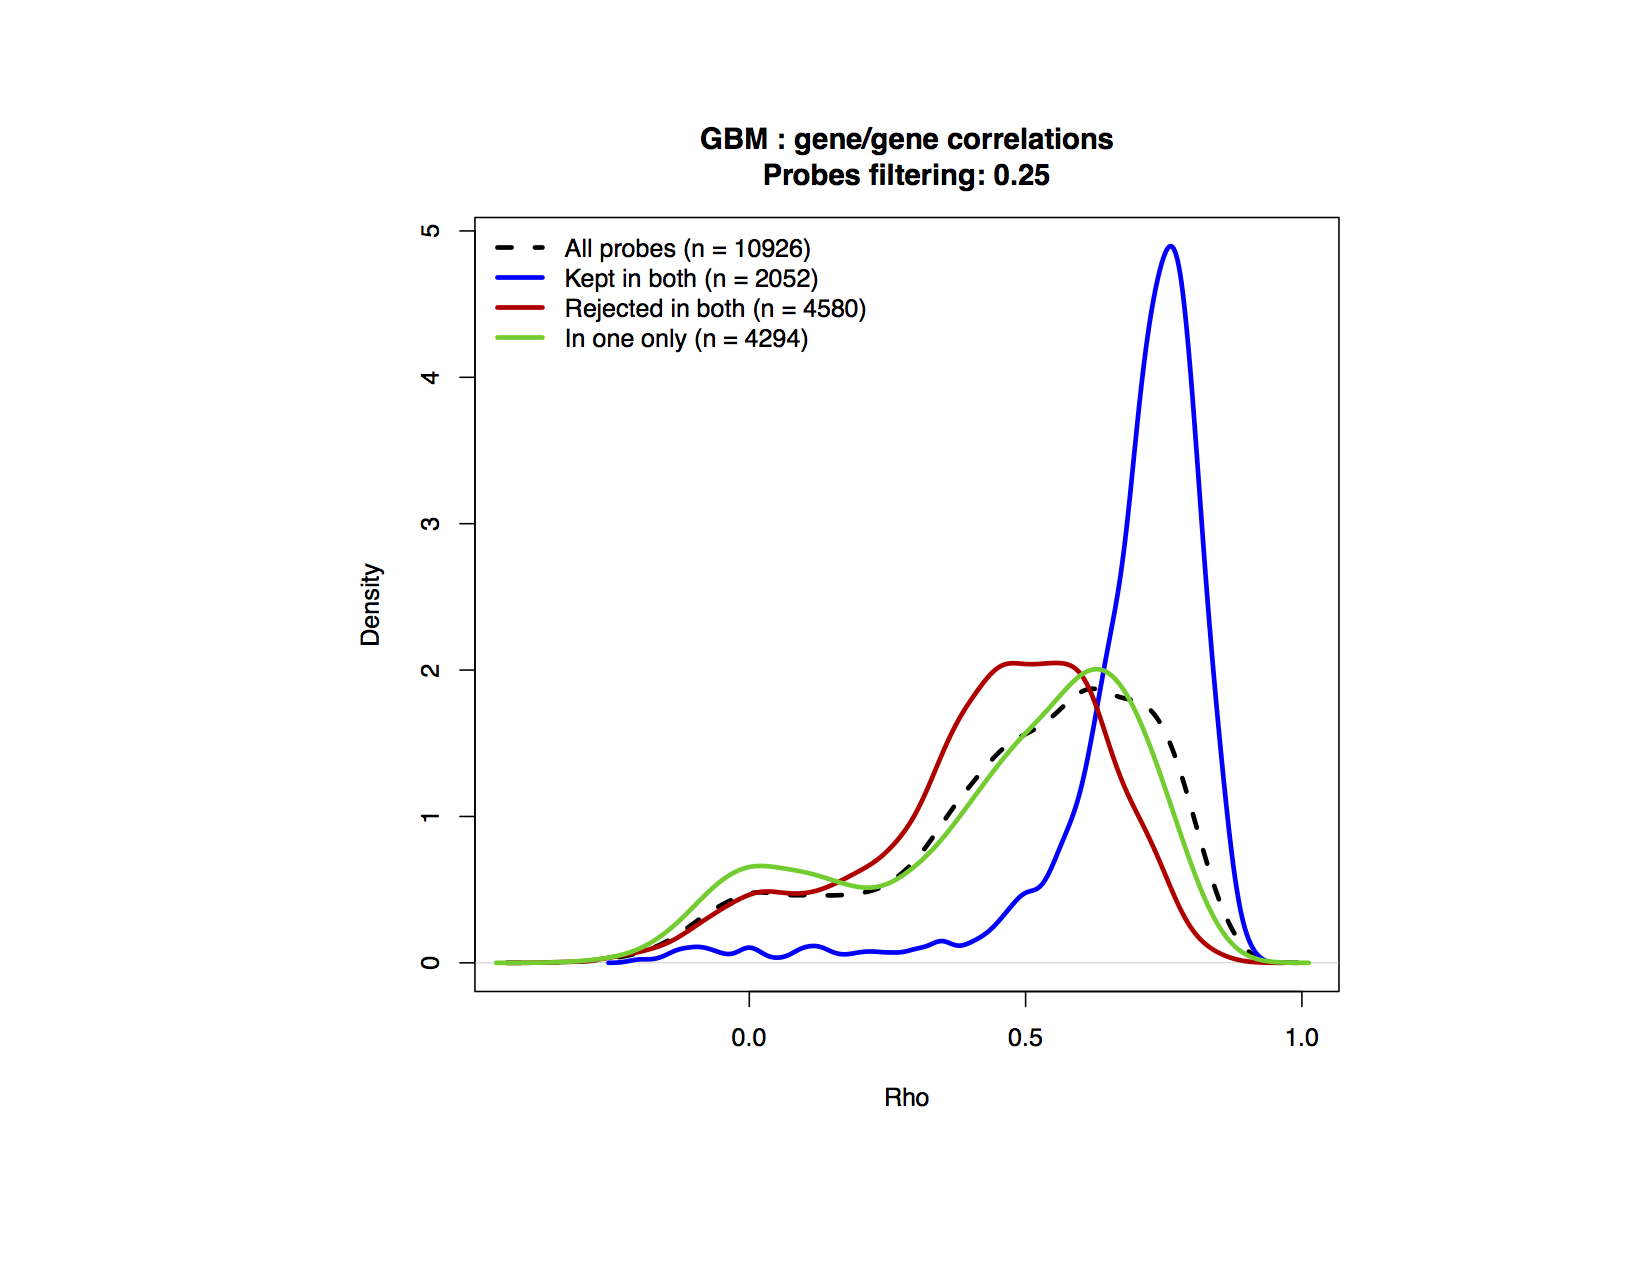 GBM : gene/gene correlations
Probes filtering: 0.25
All probes (n = 10926)
Kept in both (n = 2052)
Rejected in both (n = 4580)
In one only (n = 4294)
5
4
3
2
1
0
Density
0.0
0.5
1.0
Rho